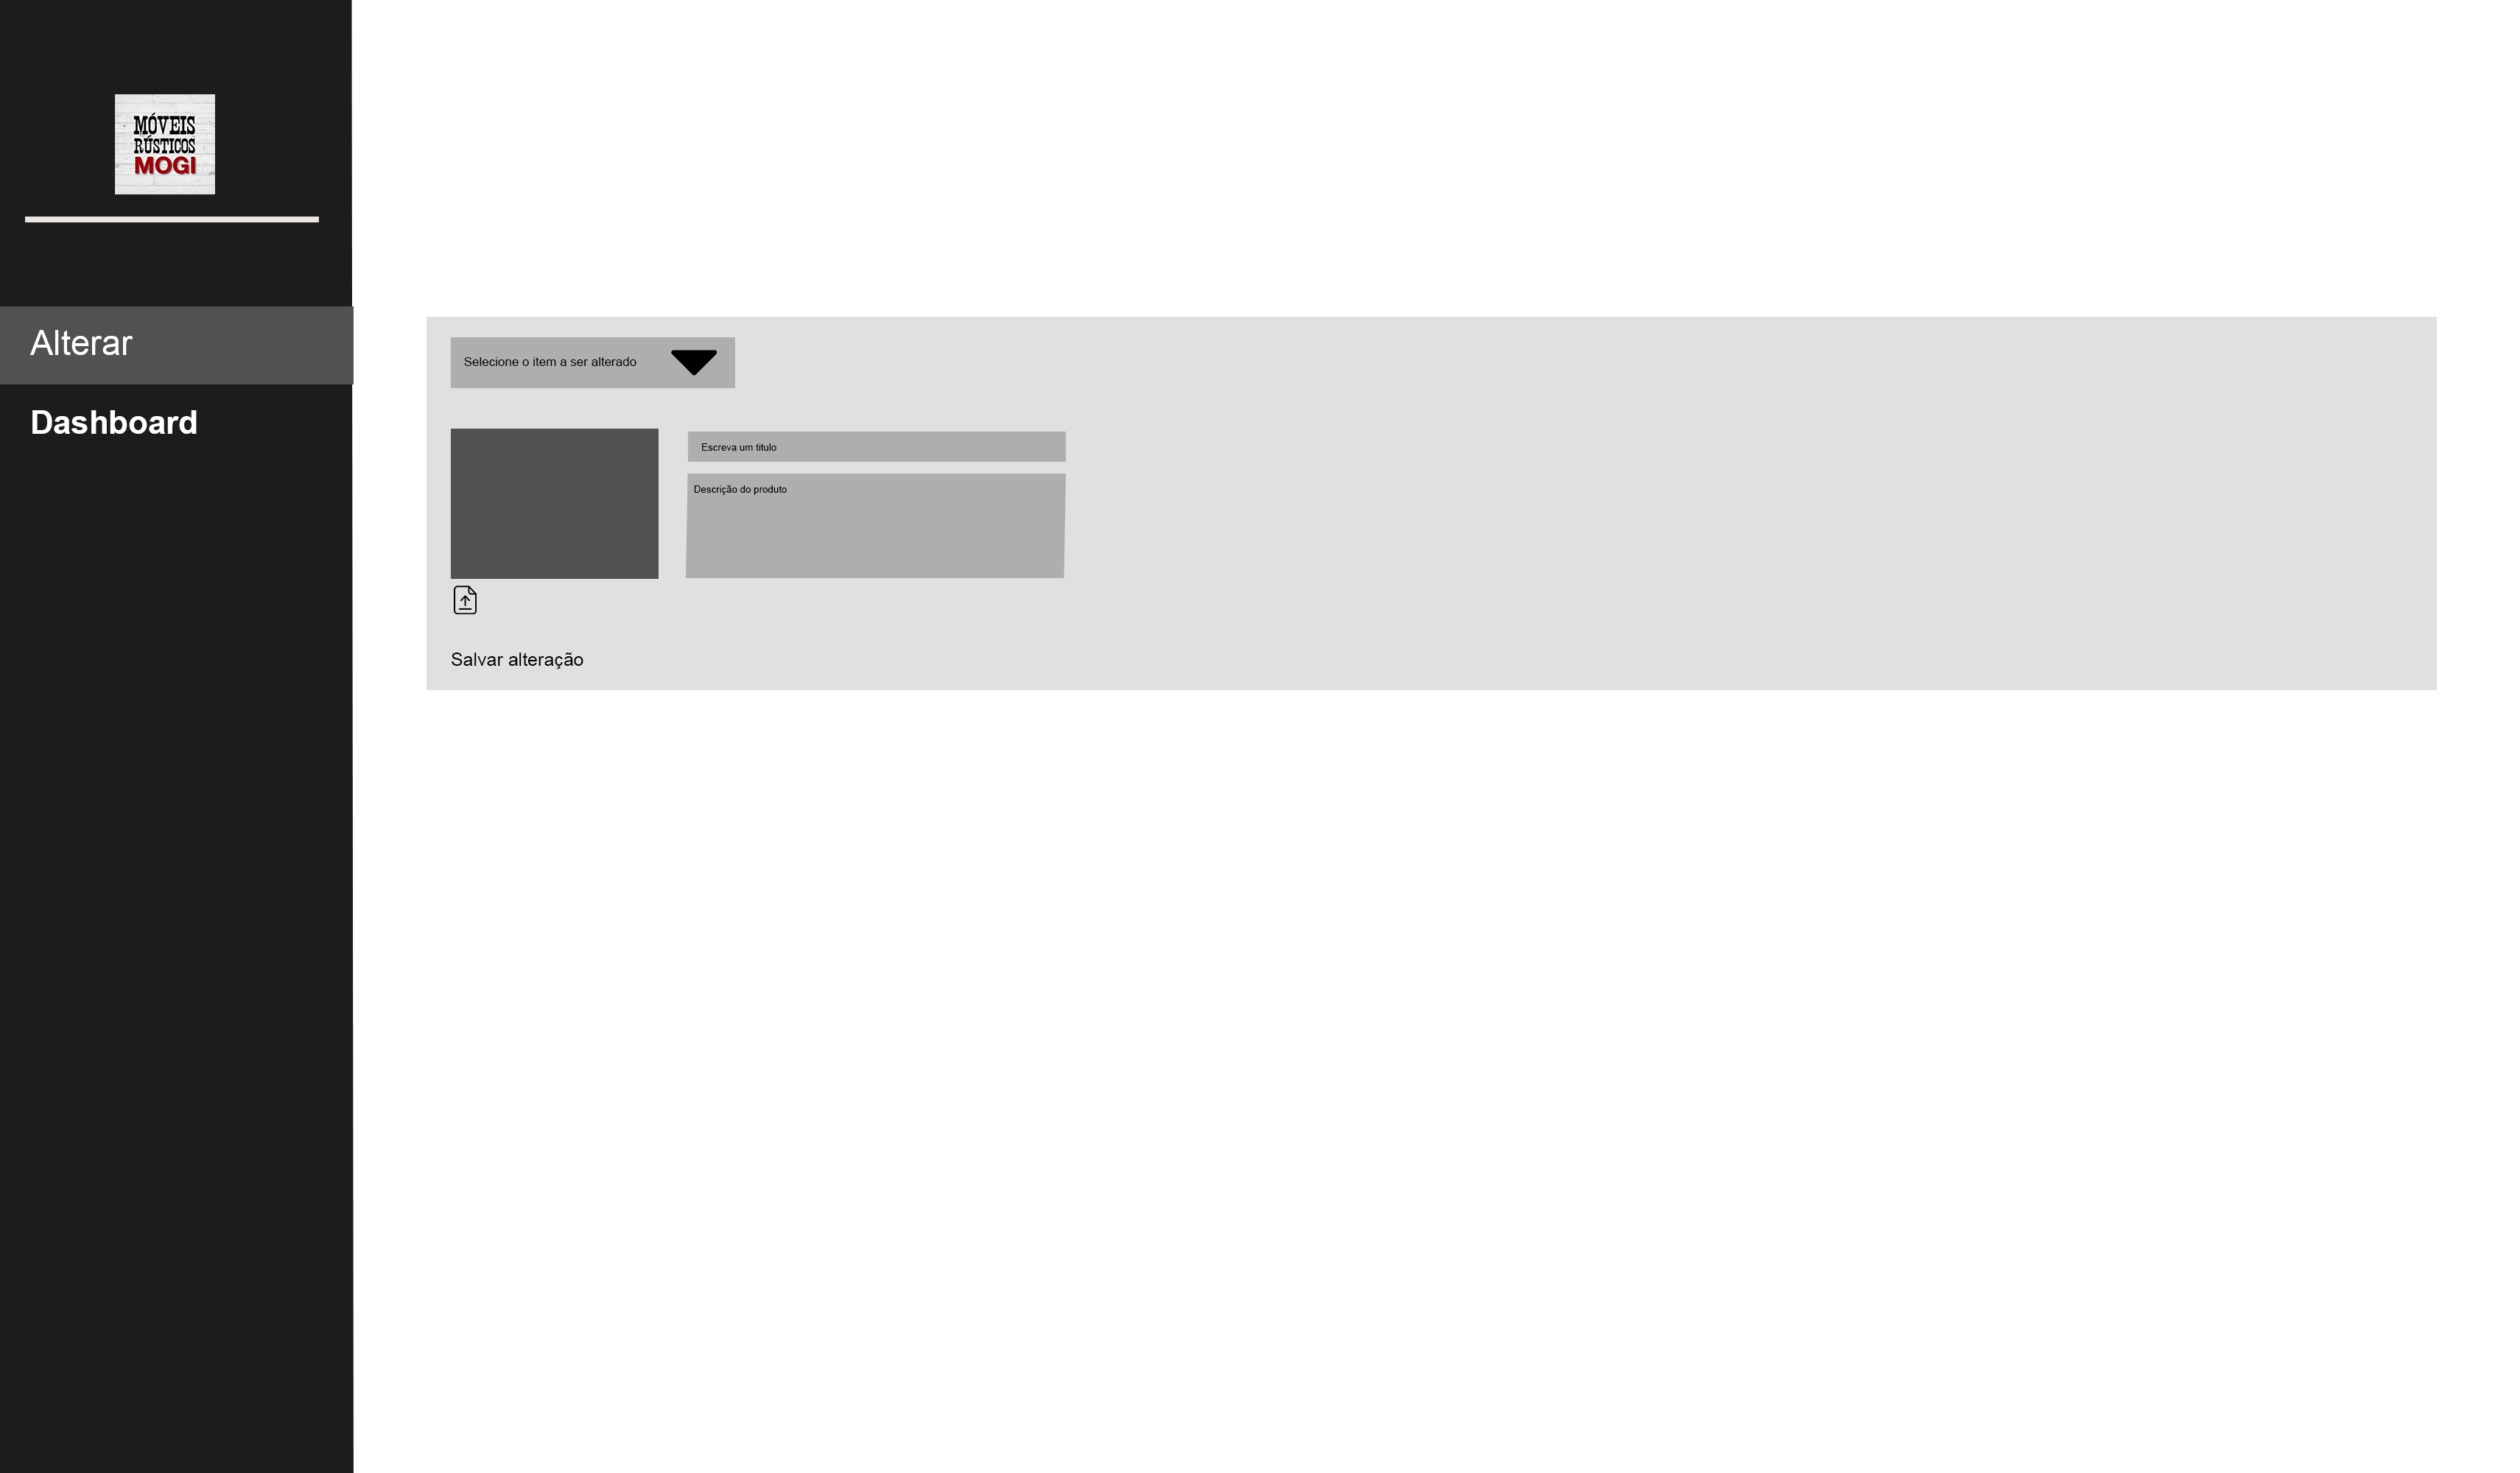 MÓVEIS
RÚSTICOS
MOGI
Alterar
Dashboard
Selecione o item a ser alterado
Escreva um titulo
Descrição do produto
Salvar alteração